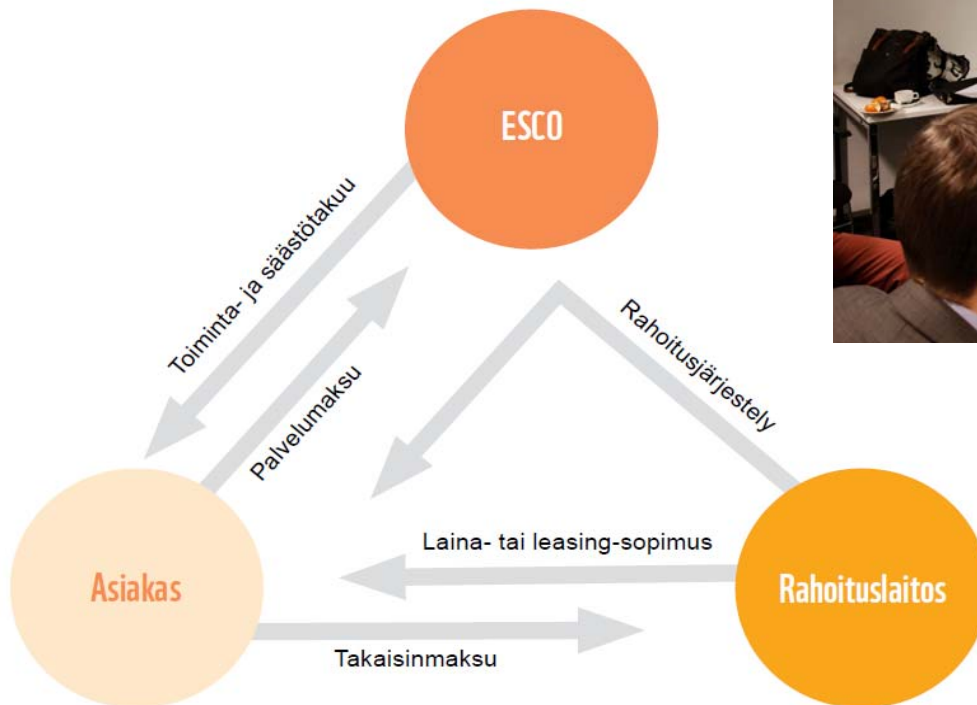 ESCO
Toiminta- ja säästötakuu
Palvelumaksu
Rahoitusjärjestely
Laina- tai leasing-sopimus
Asiakas
Rahoituslaitos
Takaisinmaksu